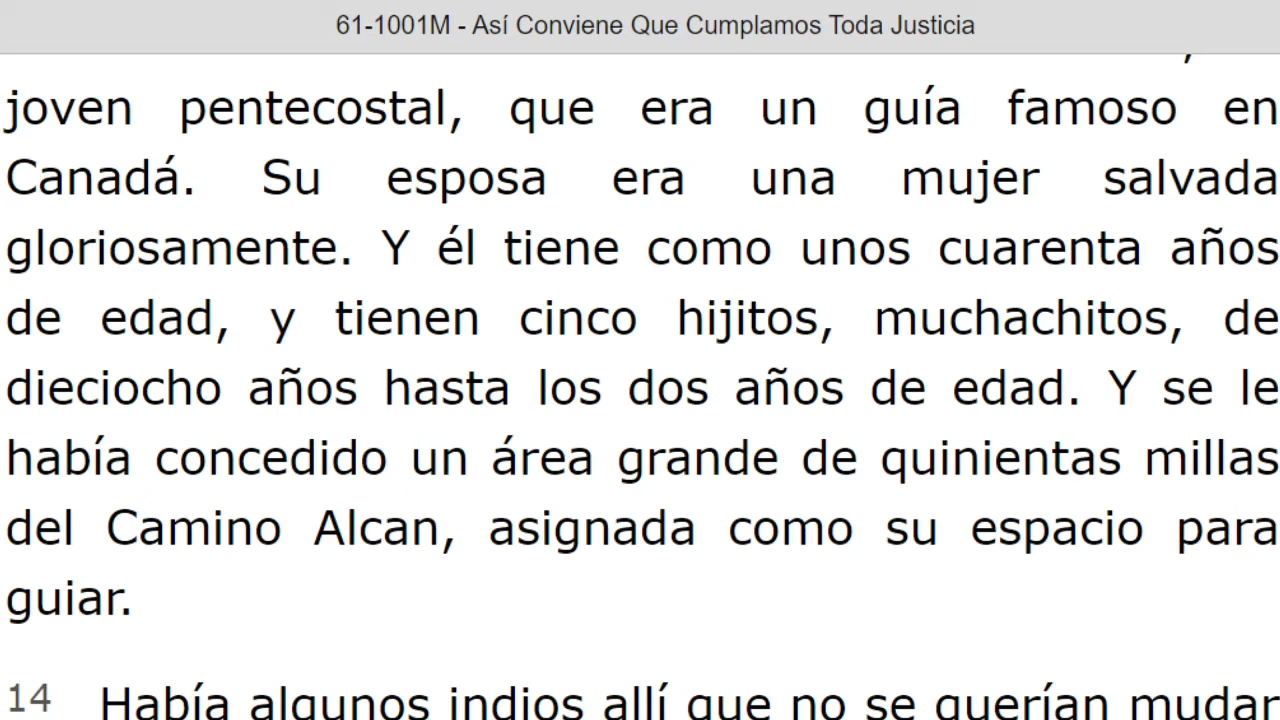 61-1001M - Así Conviene Que Cumplamos Toda Justicia
joven pentecostal, que era un guía famoso en
Canadá. Su esposa era una mujer salvada
gloriosamente. Y él tiene como unos cuarenta años
de edad, y tienen cinco hijitos, muchachitos, de
dieciocho años hasta los dos años de edad. Y se le
había concedido un área grande de quinientas millas
del Camino Alcan, asignada como su espacio para
guiar.
14 Había algunos indios allí que no se querían mudar